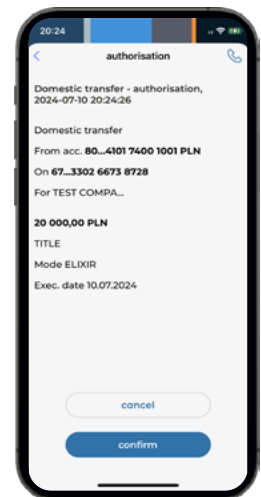 20:24
authorisation
Domestic transfer - authorisation,
2024-07-10 20:24:26
Domestic transfer
From acc. 80...4101 7400 1001 PLN
On 67...3302 6673 8728
For TEST COMPA...
20 000,00 PLN
TITLE
Mode ELIXIR
Exec. date 10.07.2024
cancel
confirm